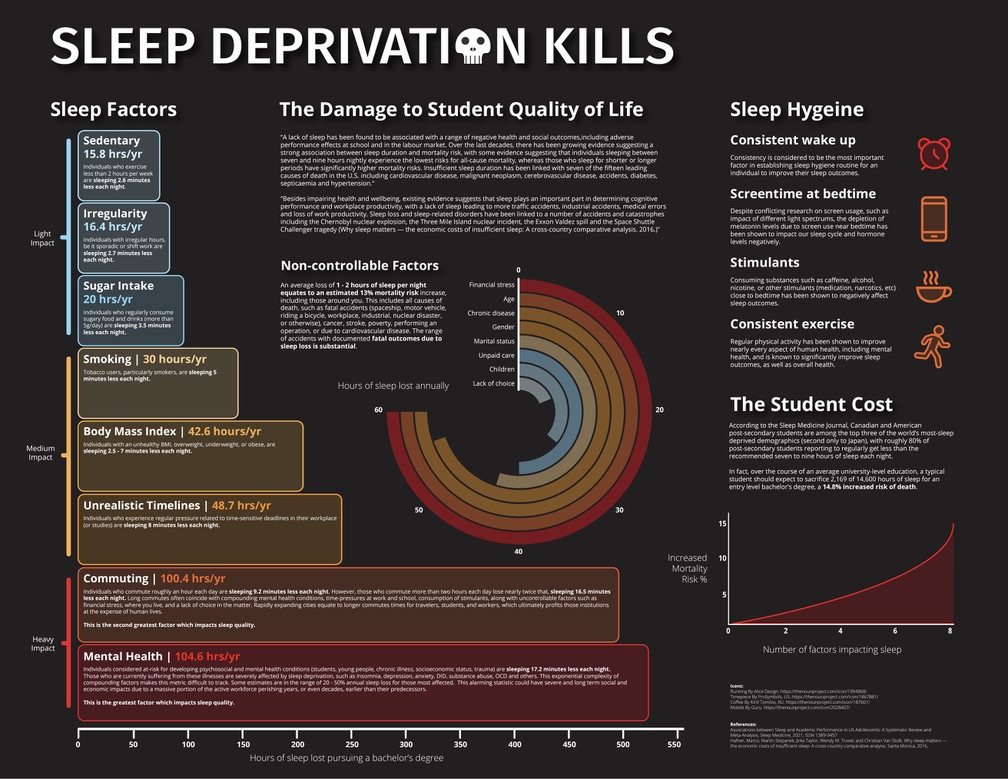 SLEEP DEPRIVATION KILLS
Sleep Factors
Light
Impact
Sedentary
15.8 hrs/yr
Individuals who exercise
less than 2 hours per week
are sleeping 2.6 minutes
less each night.
Irregularity
16.4 hrs/yr
Individuals with irregular hours,
be it sporadic or shift work are
sleeping 2.7 minutes less
each night.
Sugar Intake
20 hrs/yr
Individuals who regularly consume
sugary food and drinks (more than
5g/day) are sleeping 3.5 minutes
less each night.
Medium
Impact
Smoking | 30 hours/yr
Tobacco users, particularly smokers, are sleeping 5
minutes less each night.
Body Mass Index | 42.6 hours/yr
Individuals with an unhealthy BMI, overweight, underweight, or obese, are
sleeping 2.5 - 7 minutes less each night.
Unrealistic Timelines | 48.7 hrs/yr
Individuals who experience regular pressure related to time-sensitive deadlines in their workplace
(or studies) are sleeping 8 minutes less each night.
Heavy
Impact
Commuting | 100.4 hrs/yr
Individuals who commute roughly an hour each day are sleeping 9.2 minutes less each night. However, those who commute more than two hours each day lose nearly twice that, sleeping 16.5 minutes
less each night. Long commutes often coincide with compounding mental health conditions, time-pressures at work and school, consumption of stimulants, along with uncontrollable factors such as
financial stress, where you live, and a lack of choice in the matter. Rapidly expanding cities equate to longer commutes times for travelers, students, and workers, which ultimately profits those institutions
at the expense of human lives.
This is the second greatest factor which impacts sleep quality.
Mental Health | 104.6 hrs/yr
Individuals considered at-risk for developing psychosocial and mental health conditions (students, young people, chronic illness, socioeconomic status, trauma) are sleeping 17.2 minutes less each night.
Those who are currently suffering from these illnesses are severely affected by sleep deprivation, such as insomnia, depression, anxiety, DID, substance abuse, OCD and others. This exponential complexity of
compounding factors makes this metric difficult to track. Some estimates are in the range of 20 - 50% annual sleep loss for those most affected. This alarming statistic could have severe and long term social and
economic impacts due to a massive portion of the active workforce perishing years, or even decades, earlier than their predecessors.
This is the greatest factor which impacts sleep quality.
0 50 100 150 200 250 300 350 400 450 500 550
Hours of sleep lost pursuing a bachelor's degree
The Damage to Student Quality of Life
"A lack of sleep has been found to be associated with a range of negative health and social outcomes,including adverse
performance effects at school and in the labour market. Over the last decades, there has been growing evidence suggesting a
strong association between sleep duration and mortality risk, with some evidence suggesting that individuals sleeping between
seven and nine hours nightly experience the lowest risks for all-cause mortality, whereas those who sleep for shorter or longer
periods have significantly higher mortality risks. Insufficient sleep duration has been linked with seven of the fifteen leading
causes of death in the U.S, including cardiovascular disease, malignant neoplasm, cerebrovascular disease, accidents, diabetes,
septicaemia and hypertension."
"Besides impairing health and wellbeing, existing evidence suggests that sleep plays an important part in determining cognitive
performance and workplace productivity, with a lack of sleep leading to more traffic accidents, industrial accidents, medical errors
and loss of work productivity. Sleep loss and sleep-related disorders have been linked to a number of accidents and catastrophes
including the Chernobyl nuclear explosion, the Three Mile Island nuclear incident, the Exxon Valdez spill and the Space Shuttle
Challenger tragedy (Why sleep matters — the economic costs of insufficient sleep: A cross-country comparative analysis. 2016.)"
Non-controllable Factors
An average loss of 1 - 2 hours of sleep per night
equates to an estimated 13% mortality risk increase,
including those around you. This includes all causes of
death, such as fatal accidents (spaceship, motor vehicle,
riding a bicycle, workplace, industrial, nuclear disaster,
or otherwise), cancer, stroke, poverty, performing an
operation, or due to cardiovascular disease. The range
of accidents with documented fatal outcomes due to
sleep loss is substantial.
Hours of sleep lost annually
Financial stress
Age
Chronic disease
Gender
Marital status
Unpaid care
Children
Lack of choice
0
10
20
30
40
50
60
Sleep Hygeine
Consistent wake up
Consistency is considered to be the most important
factor in establishing sleep hygiene routine for an
individual to improve their sleep outcomes.
Screentime at bedtime
Despite conflicting research on screen usage, such as
impact of different light spectrums, the depletion of
melatonin levels due to screen use near bedtime has
been shown to impact our sleep cycle and hormone
levels negatively.
Stimulants
Consuming substances such as caffeine, alcohol,
nicotine, or other stimulants (medication, narcotics, etc)
close to bedtime has been shown to negatively affect
sleep outcomes.
Consistent exercise
Regular physical activity has been shown to improve
nearly every aspect of human health, including mental
health, and is known to significantly improve sleep
outcomes, as well as overall health.
The Student Cost
According to the Sleep Medicine Journal, Canadian and American
post-secondary students are among the top three of the world's most-sleep
deprived demographics (second only to Japan), with roughly 80% of
post-secondary students reporting to regularly get less than the
recommended seven to nine hours of sleep each night.
In fact, over the course of an average university-level education, a typical
student should expect to sacrifice 2,169 of 14,600 hours of sleep for an
entry level bachelor's degree, a 14.8% increased risk of death.
Increased
Mortality
Risk %
15
10
5
0 2 4 6 8
Number of factors impacting sleep
Icons:
Running By Alice Design, https://thenounproject.com/icon/1994868/
Timepiece By ProSymbols, US, https://thenounproject.com/icon/1867881/
Coffee By Kirill Tomilov, RU, https://thenounproject.com/icon/187601/
Mobile By Guru, https://thenounproject.com/icon/2028407/
References:
Associations between Sleep and Academic Performance in US Adolescents: A Systematic Review and
Meta-Analysis. Sleep Medicine, 2021, ISSN 1389-9457
Hafner, Marco, Martin Stepanek, Jirka Taylor, Wendy M. Troxel, and Christian Van Stolk, Why sleep matters —
the economic costs of insufficient sleep: A cross-country comparative analysis. Santa Monica, 2016.